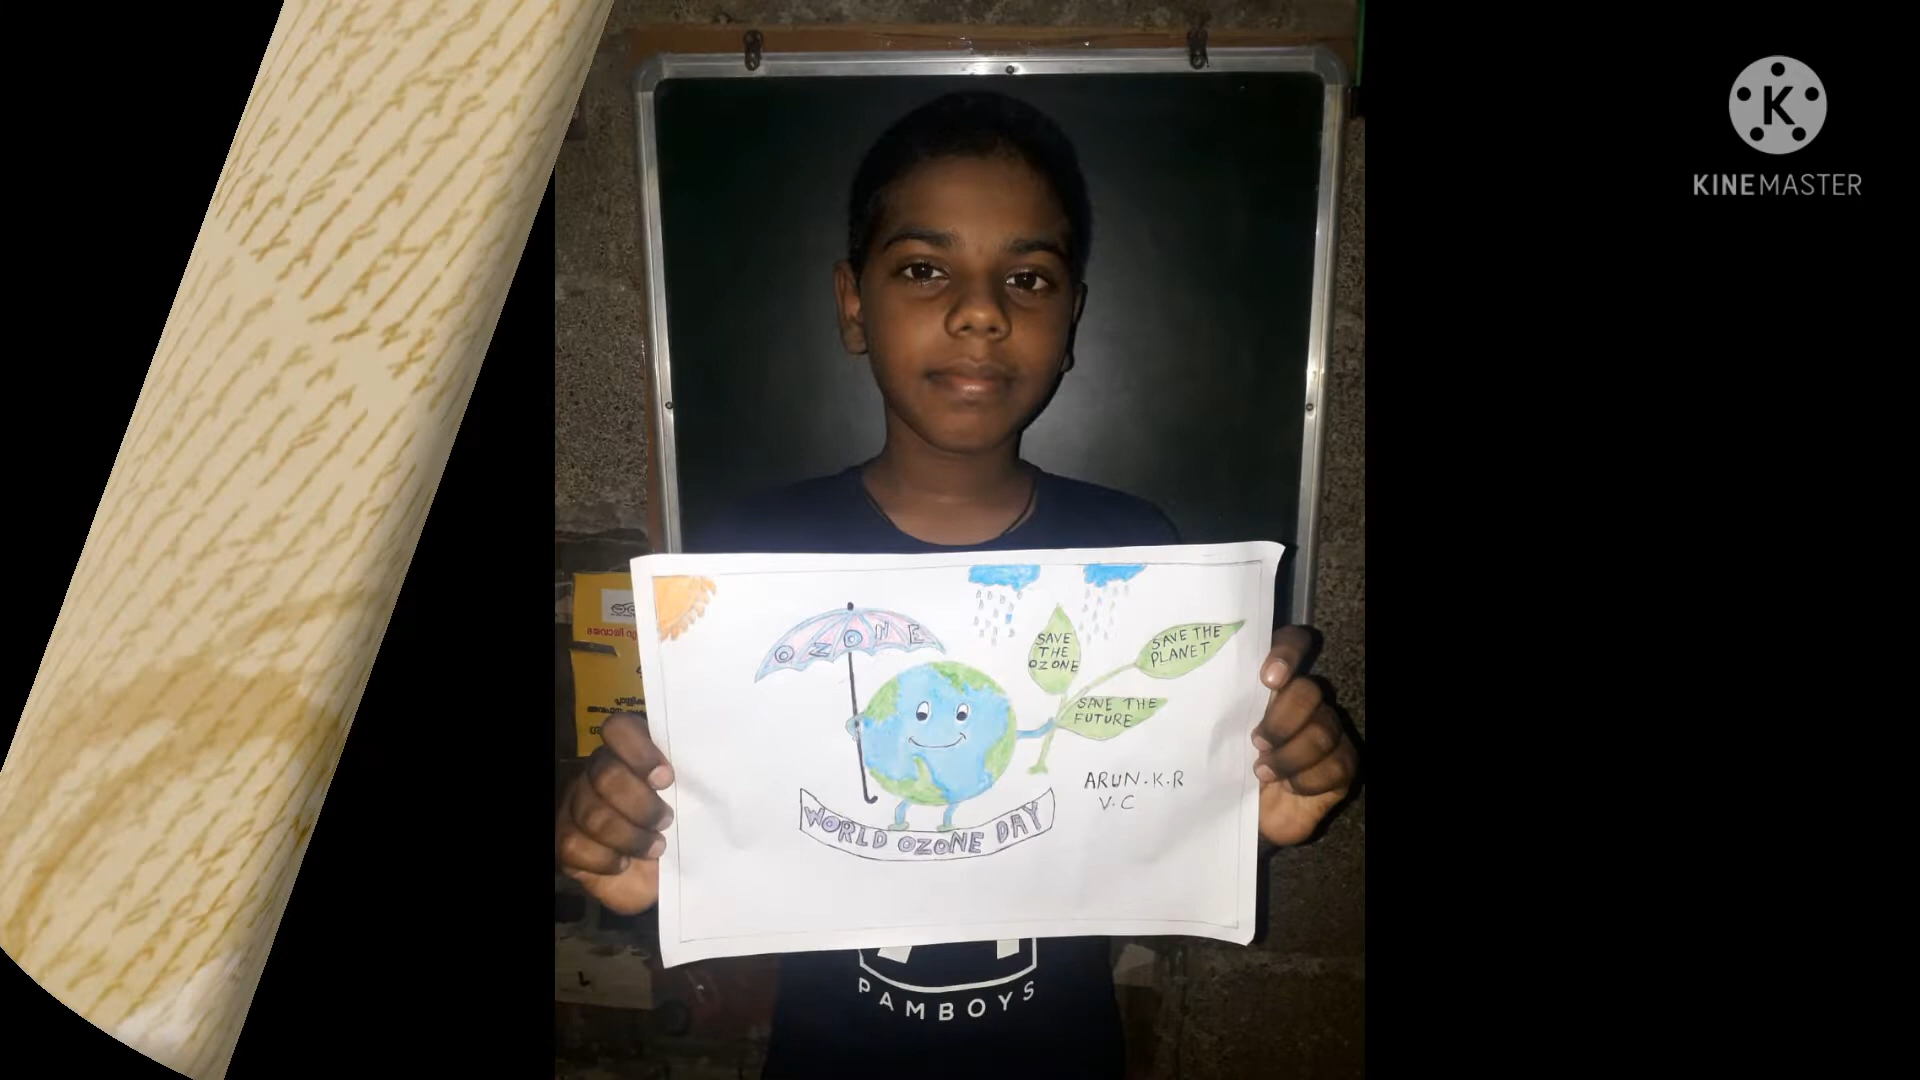 KINEMASTER
OZONE
SAVE
THE
OZONE
SAVE THE
PLANET
SAVE THE
FUTURE
ARUN.K.R
V.C
WORLD OZONE DAY
PAMBOYS